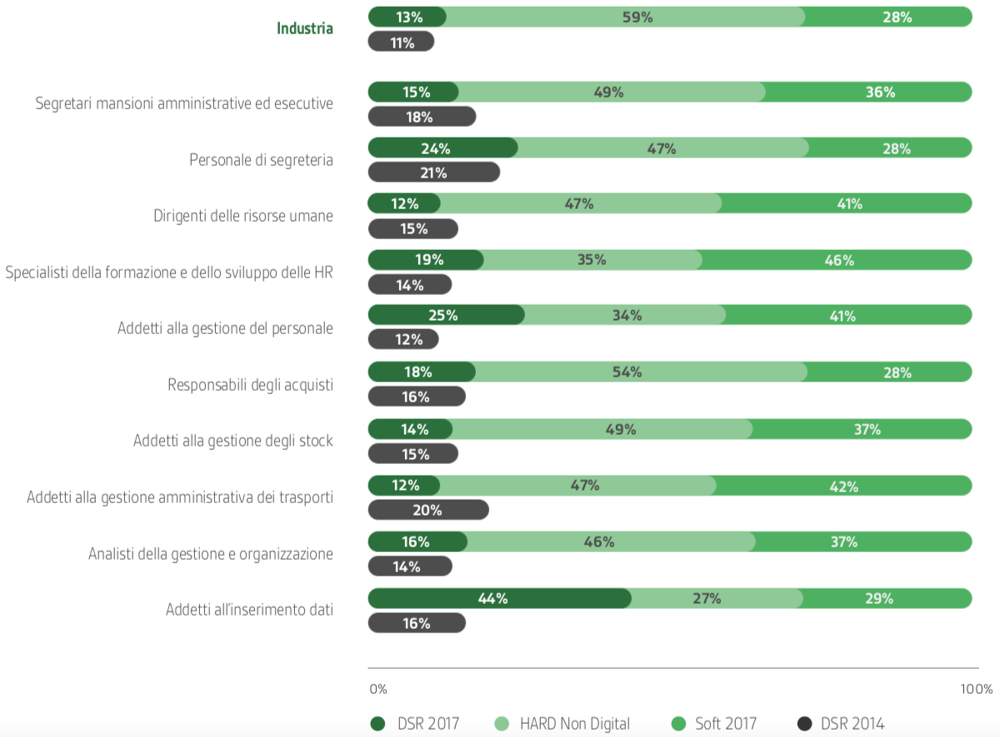 Industria
13% 59% 28%
11%
Segretari mansioni amministrative ed esecutive
15% 49% 36%
18%
Personale di segreteria
24% 47% 28%
21%
Dirigenti delle risorse umane
12% 47% 41%
15%
Specialisti della formazione e dello sviluppo delle HR
19% 35% 46%
14%
Addetti alla gestione del personale
25% 34% 41%
12%
Responsabili degli acquisti
18% 54% 28%
16%
Addetti alla gestione degli stock
14% 49% 37%
15%
Addetti alla gestione amministrativa dei trasporti
12% 47% 42%
20%
Analisti della gestione e organizzazione
16% 46% 37%
14%
Addetti all'inserimento dati
44% 27% 29%
16%
0% 100%
DSR 2017 HARD Non Digital Soft 2017 DSR 2014